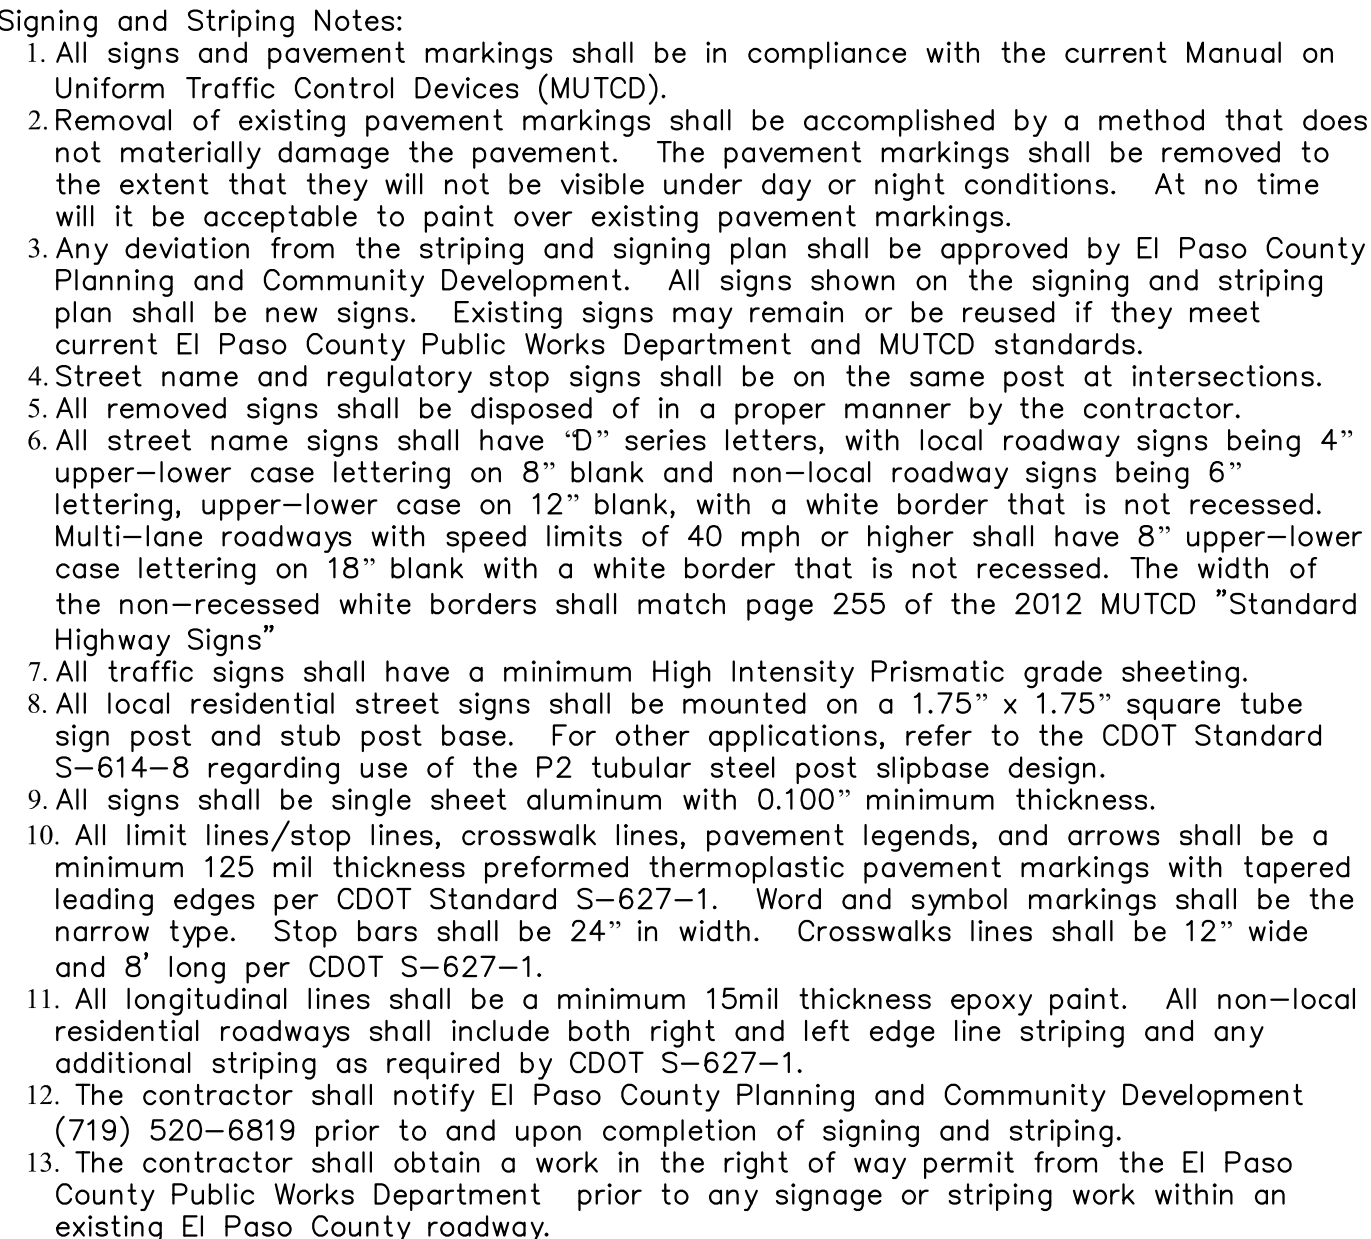 Signing and Striping Notes:
1. All signs and pavement markings shall be in compliance with the current Manual on
Uniform Traffic Control Devices (MUTCD).
2. Removal of existing pavement markings shall be accomplished by a method that does
not materially damage the pavement. The pavement markings shall be removed to
the extent that they will not be visible under day or night conditions. At no time
will it be acceptable to paint over existing pavement markings.
3. Any deviation from the striping and signing plan shall be approved by El Paso County
Planning and Community Development. All signs shown on the signing and striping
plan shall be new signs. Existing signs may remain or be reused if they meet
current El Paso County Public Works Department and MUTCD standards.
4. Street name and regulatory stop signs shall be on the same post at intersections.
5. All removed signs shall be disposed of in a proper manner by the contractor.
6. All street name signs shall have “D” series letters, with local roadway signs being 4”
upper–lower case lettering on 8” blank and non–local roadway signs being 6”
lettering, upper–lower case on 12” blank, with a white border that is not recessed.
Multi–lane roadways with speed limits of 40 mph or higher shall have 8” upper–lower
case lettering on 18” blank with a white border that is not recessed. The width of
the non–recessed white borders shall match page 255 of the 2012 MUTCD ”Standard
Highway Signs”
7. All traffic signs shall have a minimum High Intensity Prismatic grade sheeting.
8. All local residential street signs shall be mounted on a 1.75” x 1.75” square tube
sign post and stub post base. For other applications, refer to the CDOT Standard
S–614–8 regarding use of the P2 tubular steel post slipbase design.
9. All signs shall be single sheet aluminum with 0.100” minimum thickness.
10. All limit lines/stop lines, crosswalk lines, pavement legends, and arrows shall be a
minimum 125 mil thickness preformed thermoplastic pavement markings with tapered
leading edges per CDOT Standard S–627–1. Word and symbol markings shall be the
narrow type. Stop bars shall be 24” in width. Crosswalks lines shall be 12” wide
and 8’ long per CDOT S–627–1.
11. All longitudinal lines shall be a minimum 15mil thickness epoxy paint. All non–local
residential roadways shall include both right and left edge line striping and any
additional striping as required by CDOT S–627–1.
12. The contractor shall notify El Paso County Planning and Community Development
(719) 520–6819 prior to and upon completion of signing and striping.
13. The contractor shall obtain a work in the right of way permit from the El Paso
County Public Works Department prior to any signage or striping work within an
existing El Paso County roadway.